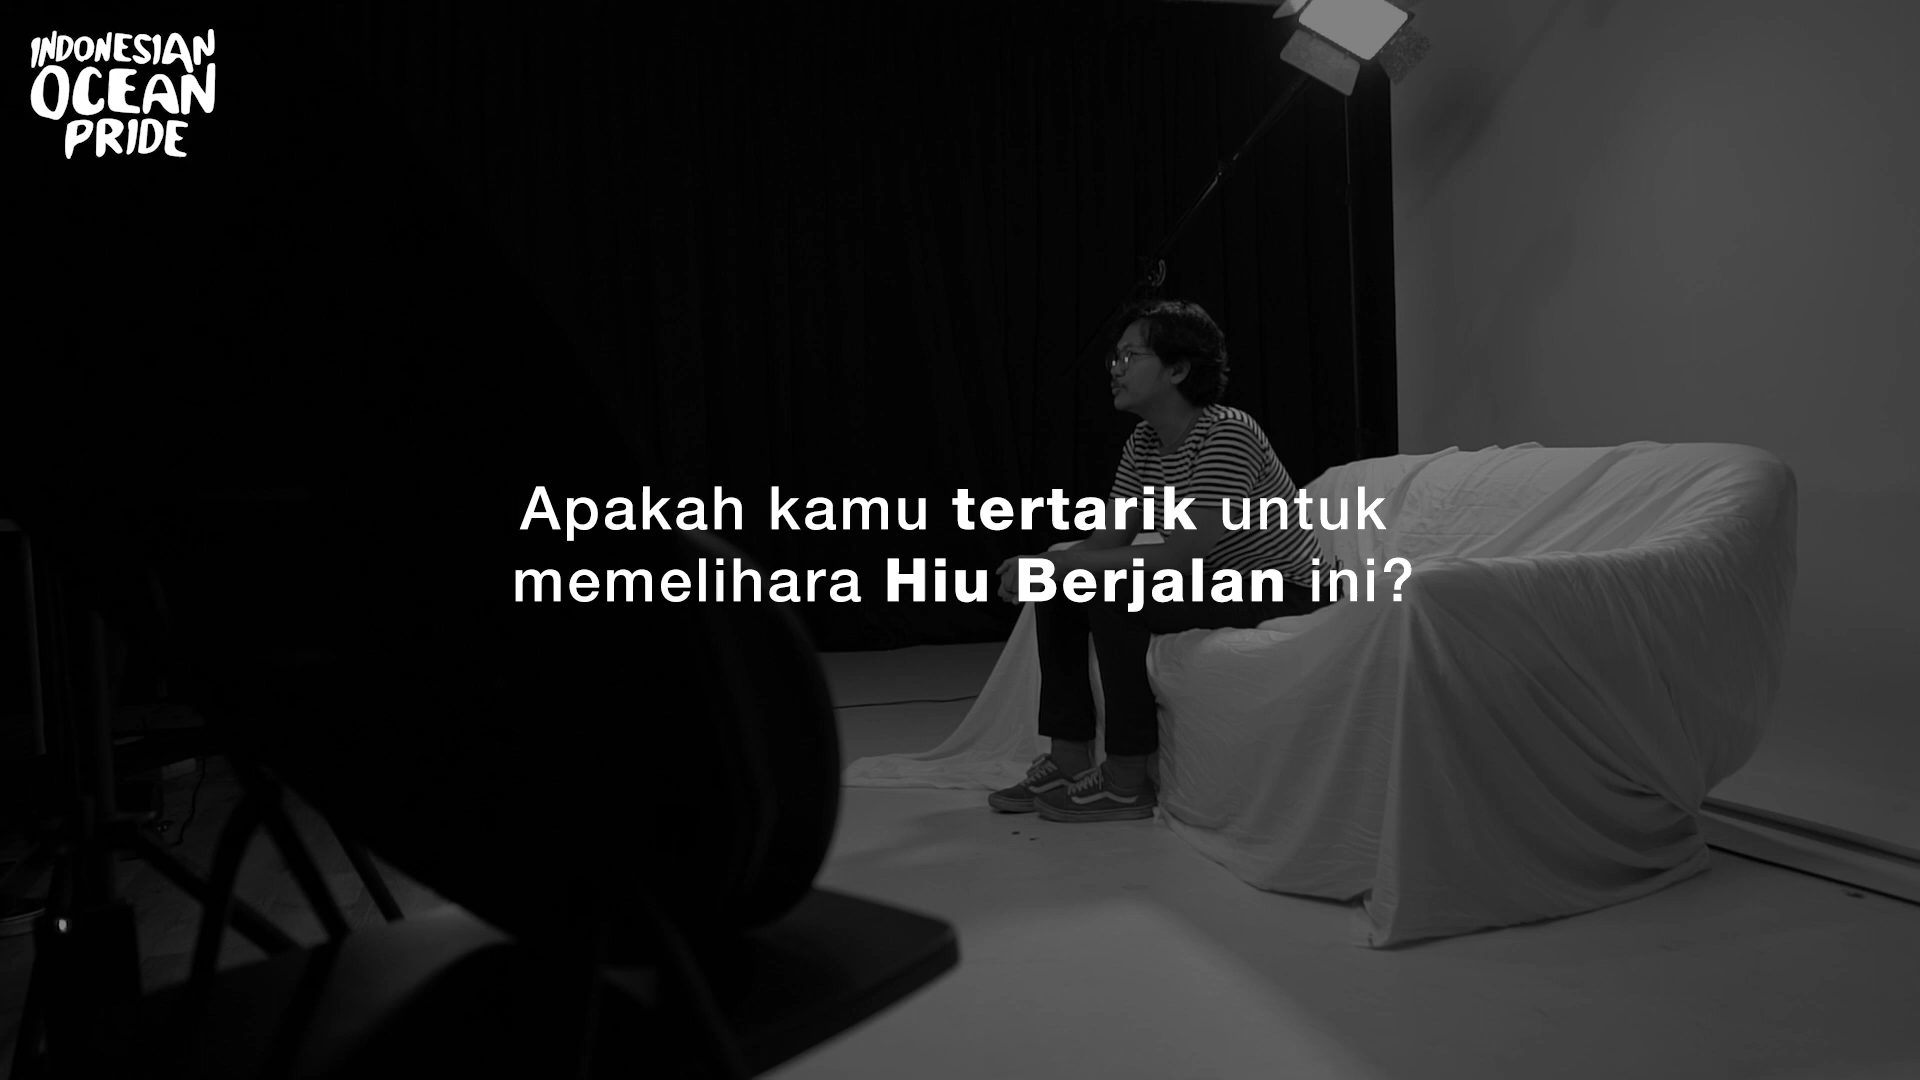 INDONESIAN
OCEAN
PRIDE
Apakah kamu tertarik untuk
memelihara Hiu Berjalan ini?